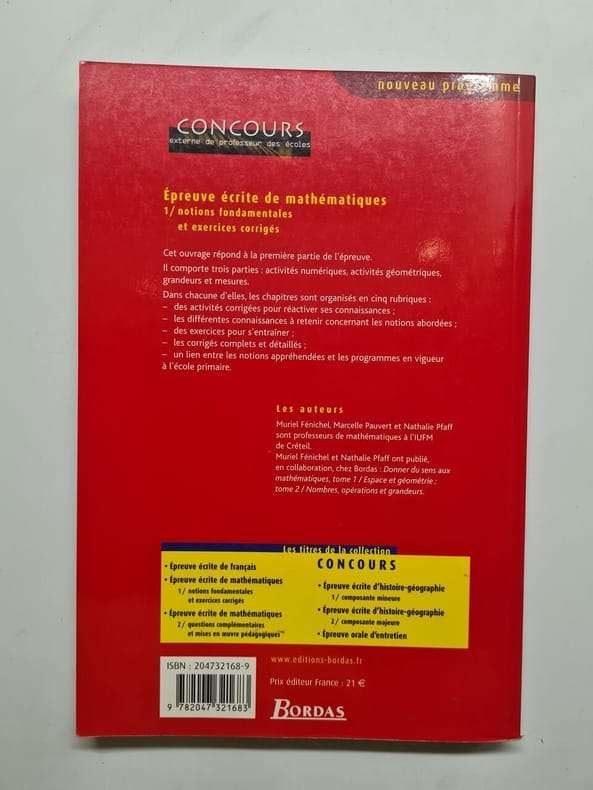 nouveau programme
CONCOURS
externe de professeur des écoles
Épreuve écrite de mathématiques
1/ notions fondamentales
et exercices corrigés
Cet ouvrage répond à la première partie de l'épreuve.
Il comporte trois parties : activités numériques, activités géométriques,
grandeurs et mesures.
Dans chacune d'elles, les chapitres sont organisés en cinq rubriques :
– des activités corrigées pour réactiver ses connaissances ;
– les différentes connaissances à retenir concernant les notions abordées ;
– des exercices pour s'entraîner ;
– les corrigés complets et détaillés ;
– un lien entre les notions appréhendées et les programmes en vigueur
à l'école primaire.
Les auteurs
Muriel Fénichel, Marcelle Pauvert et Nathalie Pfaff
sont professeurs de mathématiques à l'IUFM
de Créteil.
Muriel Fénichel et Nathalie Pfaff ont publié,
en collaboration, chez Bordas : Donner du sens aux
mathématiques, tome 1 / Espace et géométrie ;
tome 2 / Nombres, opérations et grandeurs.
Les titres de la collection
CONCOURS
• Épreuve écrite de français
• Épreuve écrite de mathématiques
1/ notions fondamentales
et exercices corrigés
• Épreuve écrite de mathématiques
2/ questions complémentaires
et mises en œuvre pédagogiques
• Épreuve écrite d'histoire-géographie
1/ composante mineure
• Épreuve écrite d'histoire-géographie
2/ composante majeure
• Épreuve orale d'entretien
ISBN : 204732168-9
9 782047 321683
www.editions-bordas.fr
Prix éditeur France : 21 €
BORDAS